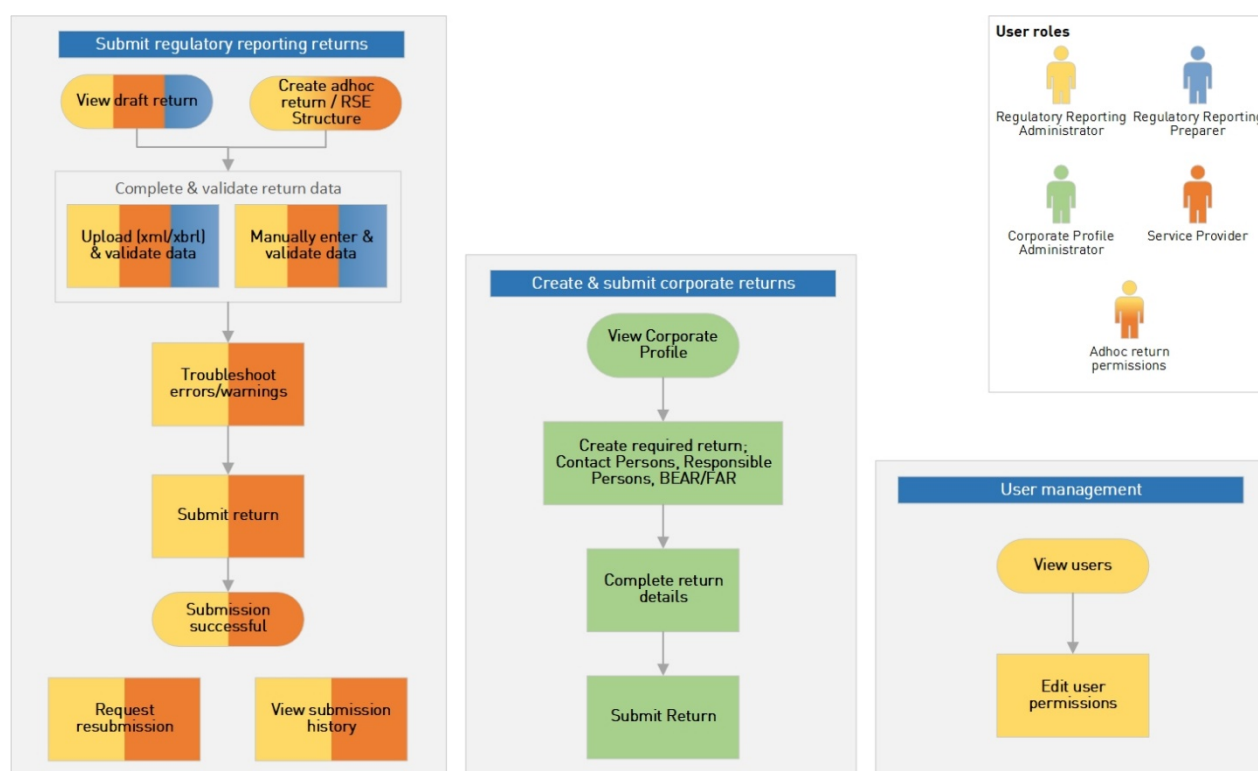 Submit regulatory reporting returns
View draft return
Create adhoc
return / RSE
Structure
Complete & validate return data
Upload (xml/xbrl)
& validate data
Manually enter &
validate data
Troubleshoot
errors/warnings
Submit return
Submission
successful
Request
resubmission
View submission
history
Create & submit corporate returns
View Corporate
Profile
Create required return;
Contact Persons, Responsible
Persons, BEAR/FAR
Complete return
details
Submit Return
User roles
Regulatory Reporting
Administrator
Regulatory Reporting
Preparer
Corporate Profile
Administrator
Service Provider
Adhoc return
permissions
User management
View users
Edit user
permissions